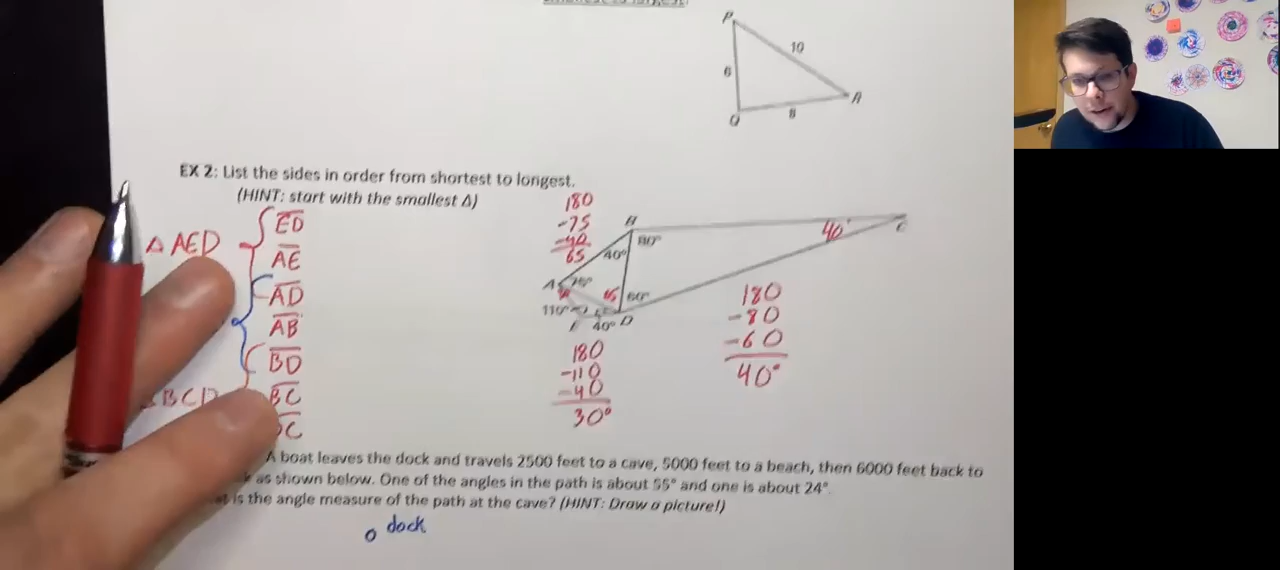 P
10
6
R
Q
8
EX 2: List the sides in order from shortest to longest.
(HINT: start with the smallest Δ)
Δ AED
ED
AE
AD
AB
BD
BCD
BC
C
180
-75
-40
65
B
80°
40°
C
40°
A
75°
65
60°
110°
E
40°
D
180
-110
-40
30°
180
-80
-60
40°
A boat leaves the dock and travels 2500 feet to a cave, 5000 feet to a beach, then 6000 feet back to
as shown below. One of the angles in the path is about 55° and one is about 24°.
is the angle measure of the path at the cave? (HINT: Draw a picture!)
dock